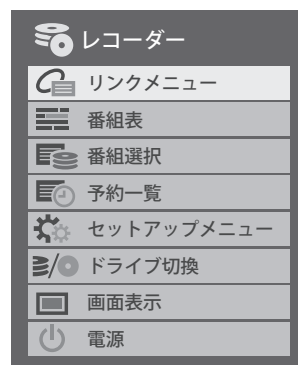 レコーダー
リンクメニュー
番組表
番組選択
予約一覧
セットアップメニュー
ドライブ切換
画面表示
電源